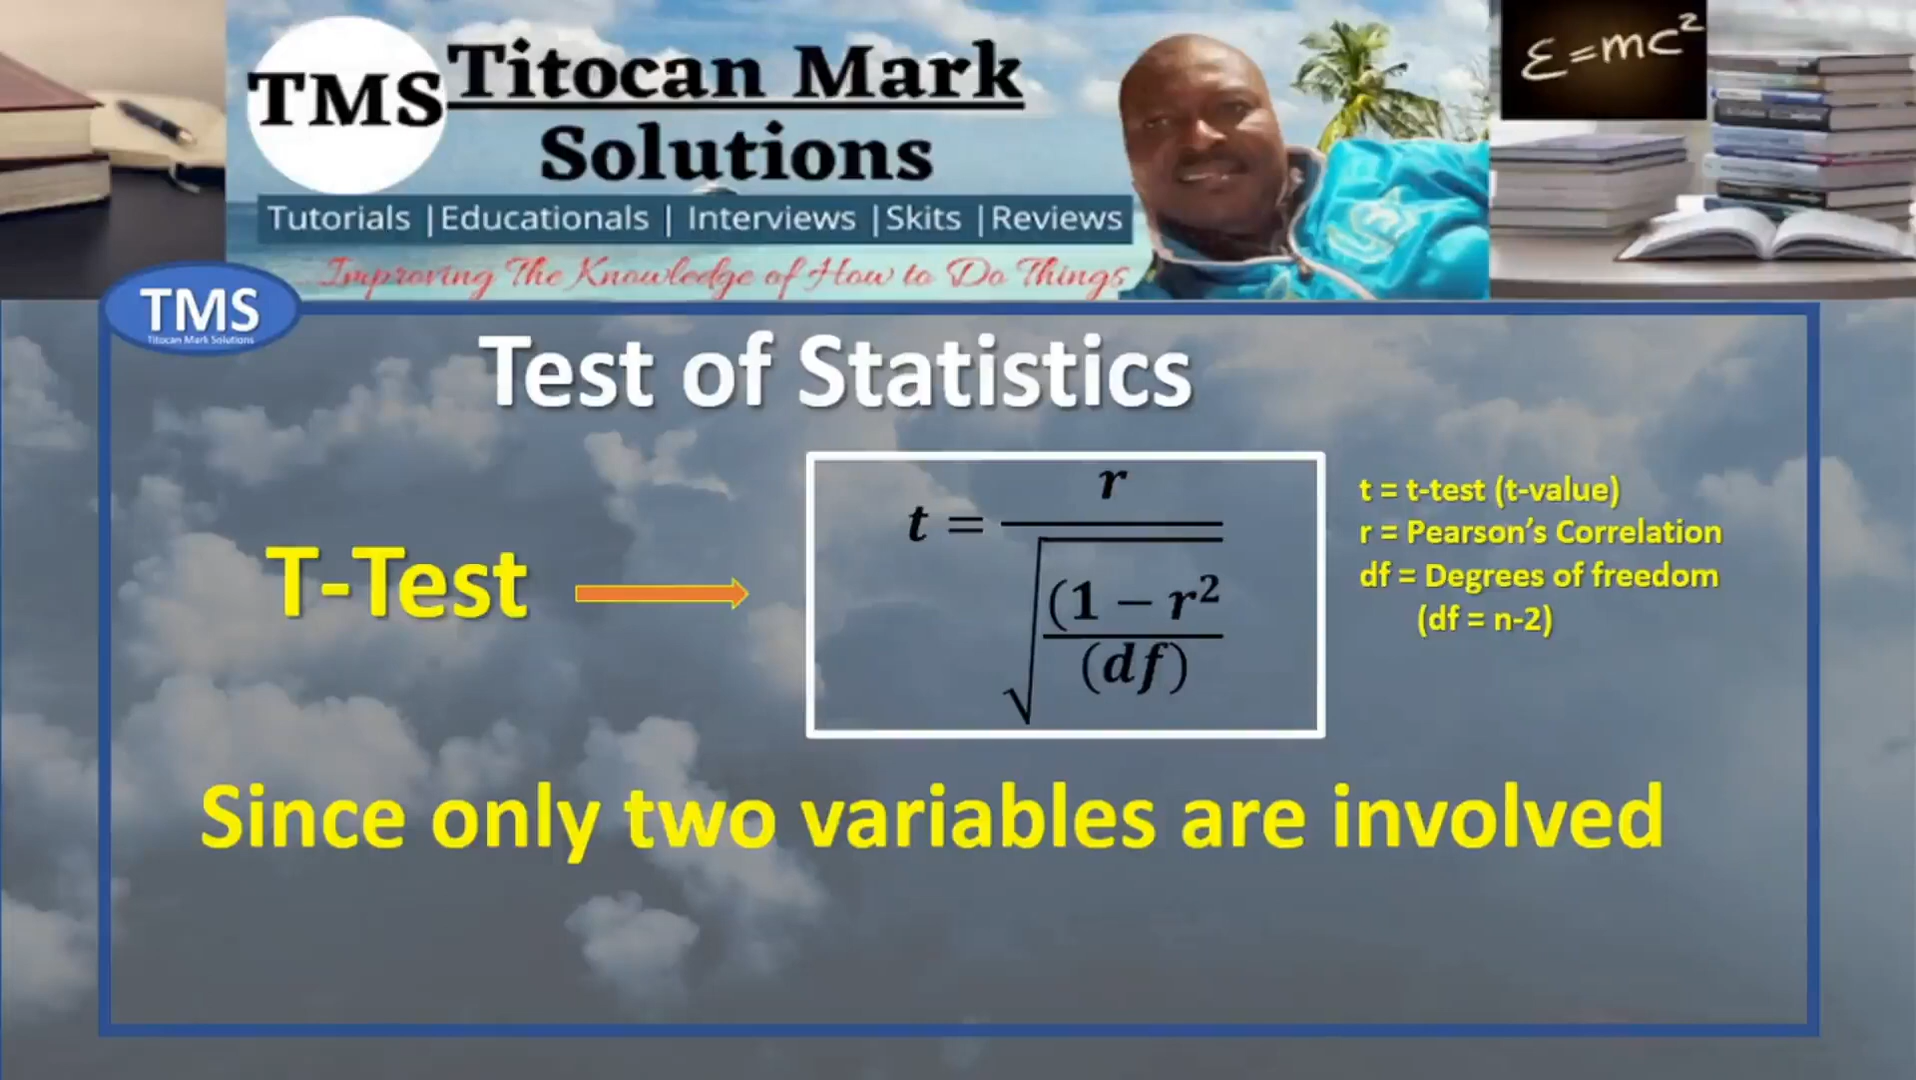 TMS
Titocan Mark
Solutions
Tutorials |Educationals | Interviews |Skits |Reviews
Improving The Knowledge of How to Do Things
Ɛ=mc²
TMS
Titocan Mark Solutions
Test of Statistics
T-Test
t = r / √((1 − r² / (df)
t = t-test (t-value)
r = Pearson’s Correlation
df = Degrees of freedom
(df = n-2)
Since only two variables are involved